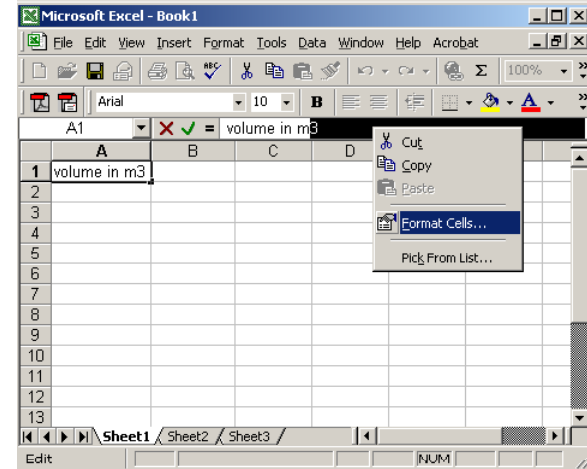 Microsoft Excel - Book1
File Edit View Insert Format Tools Data Window Help Acrobat
Σ 100% »
Arial 10 B A »
A1 = volume in m3
A B C D
1 volume in m3
2
3
4
5
6
7
8
9
10
11
12
13
Cut
Copy
Paste
Format Cells...
Pick From List...
Sheet1 Sheet2 Sheet3
Edit NUM